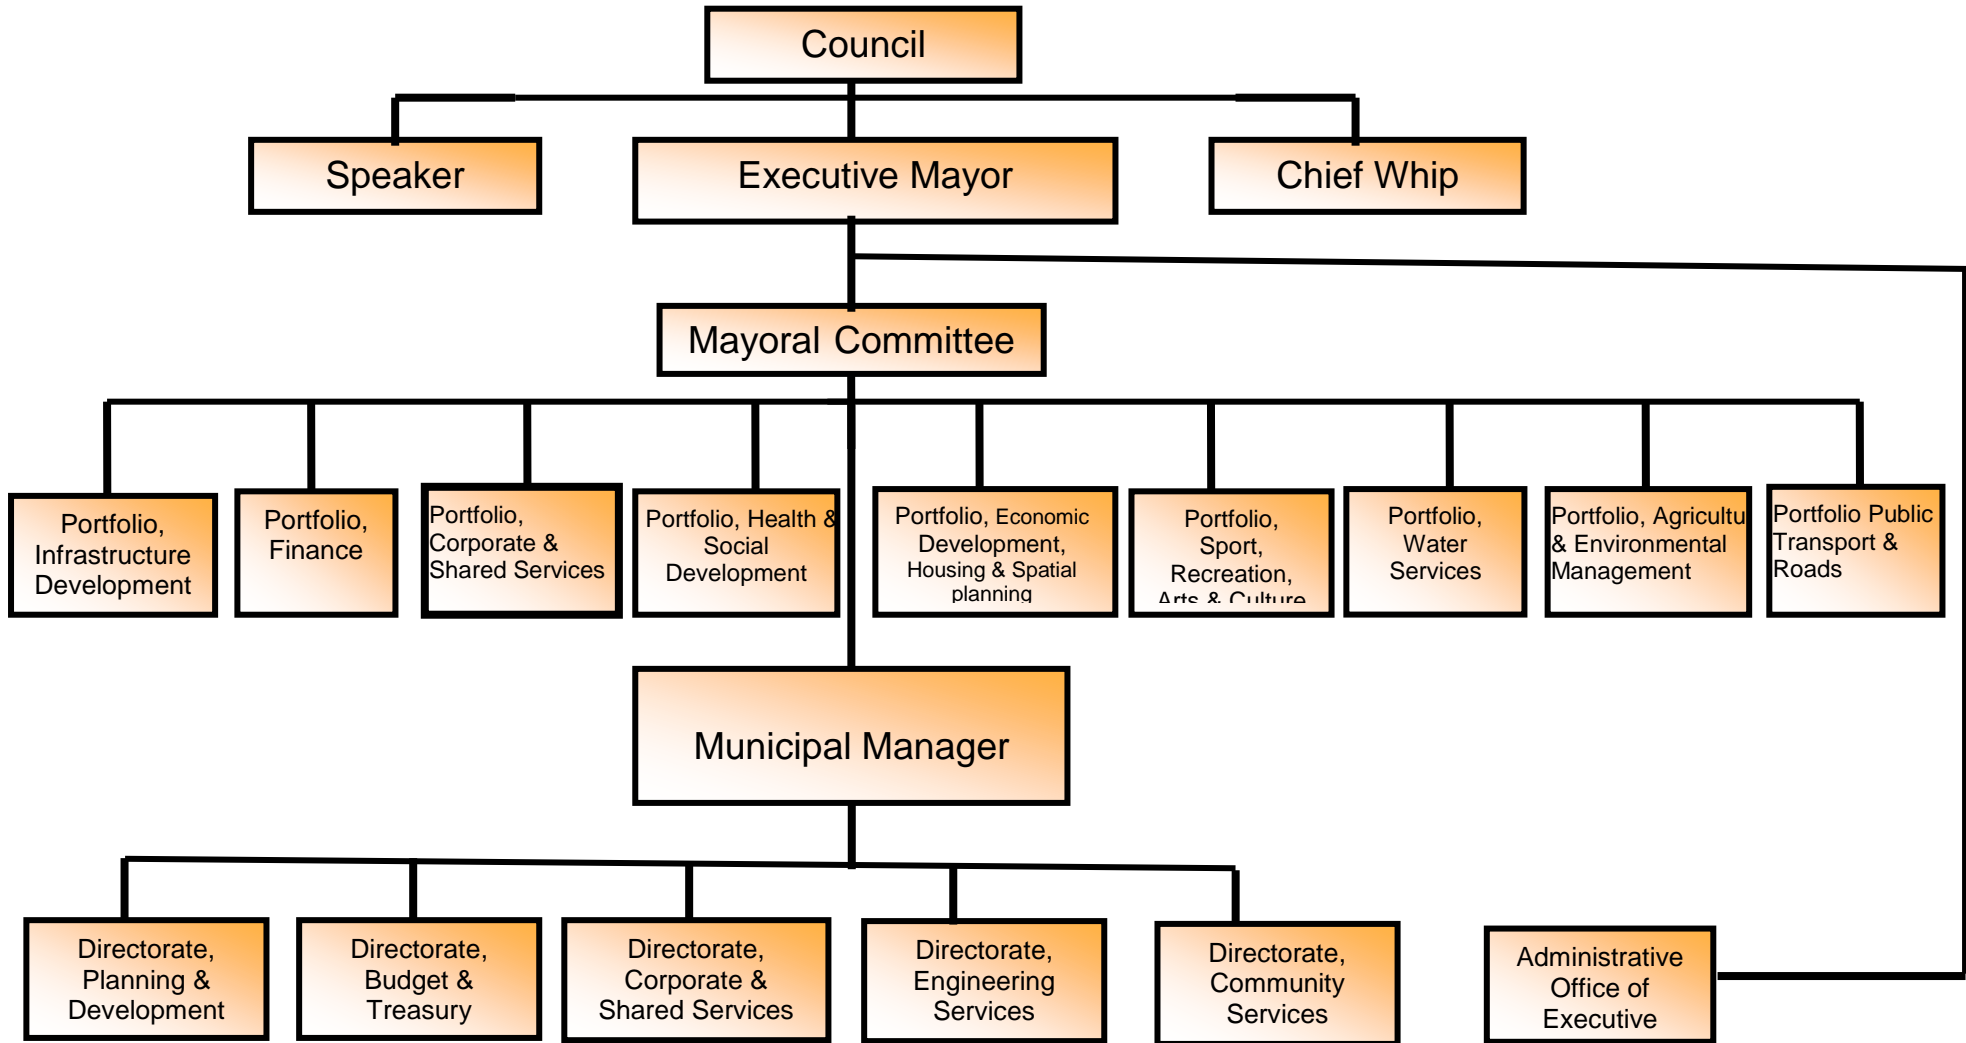 Council
Speaker
Executive Mayor
Chief Whip
Mayoral Committee
Portfolio,
Infrastructure
Development
Portfolio,
Finance
Portfolio,
Corporate &
Shared Services
Portfolio, Health &
Social
Development
Portfolio, Economic
Development,
Housing & Spatial
planning
Portfolio,
Sport,
Recreation,
Arts & Culture
Portfolio,
Water
Services
Portfolio, Agricultu
& Environmental
Management
Portfolio Public
Transport &
Roads
Municipal Manager
Directorate,
Planning &
Development
Directorate,
Budget &
Treasury
Directorate,
Corporate &
Shared Services
Directorate,
Engineering
Services
Directorate,
Community
Services
Administrative
Office of
Executive